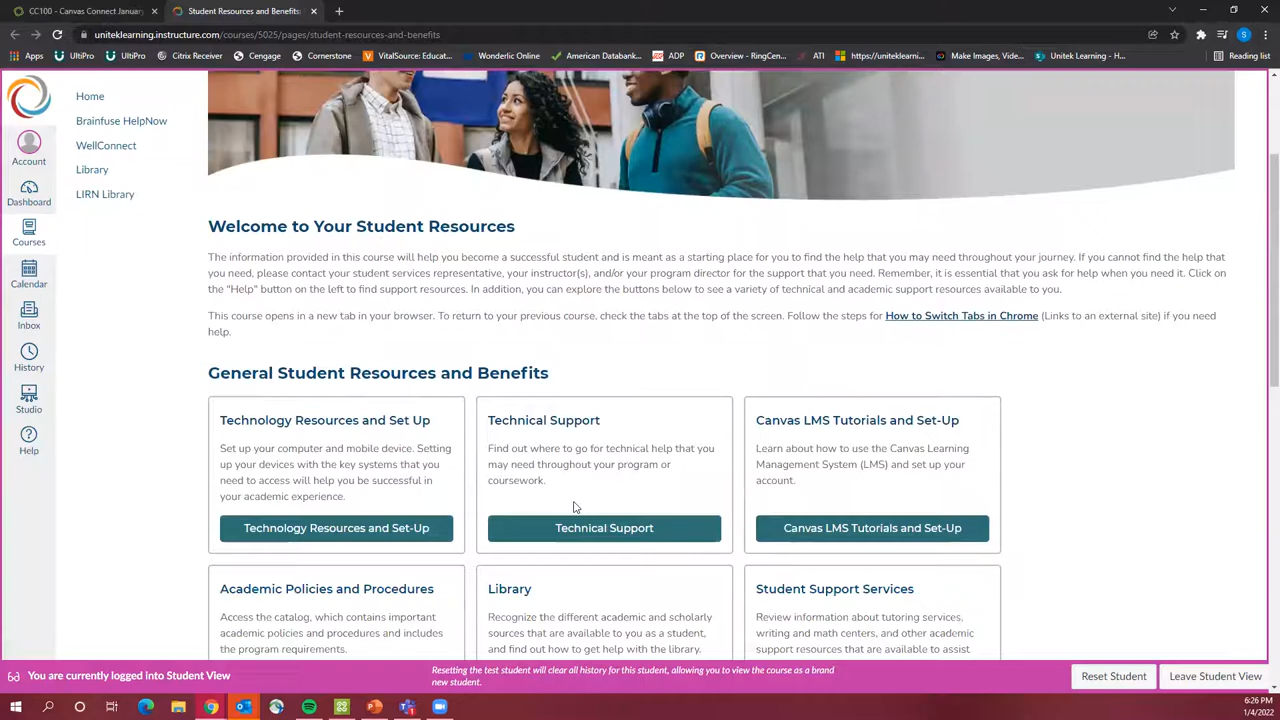 CC100 - Canvas Connect January
Student Resources and Benefits:
uniteklearning.instructure.com/courses/5025/pages/student-resources-and-benefits
Apps
UltiPro
UltiPro
Citrix Receiver
Cornerstone
VitalSource: Educat...
Wonderlic Online
American Databank...
ADP
Overview - RingCen...
ATI
https://uniteklearni...
Cengage
Make Images, Video...
Unitek Learning - H...
Reading list
Home
Brainfuse HelpNow
WellConnect
Library
LIRN Library
Account
Dashboard
Courses
Calendar
Inbox
History
Studio
Help
Welcome to Your Student Resources
The information provided in this course will help you become a successful student and is meant as a starting place for you to find the help that you may need throughout your journey. If you cannot find the help that
you need, please contact your student services representative, your instructor(s), and/or your program director for the support that you need. Remember, it is essential that you ask for help when you need it. Click on
the "Help" button on the left to find support resources. In addition, you can explore the buttons below to see a variety of technical and academic support resources available to you.
This course opens in a new tab in your browser. To return to your previous course, check the tabs at the top of the screen. Follow the steps for How to Switch Tabs in Chrome (Links to an external site) if you need
help.
General Student Resources and Benefits
Technology Resources and Set Up
Set up your computer and mobile device. Setting
up your devices with the key systems that you
need to access will help you be successful in
your academic experience.
Technology Resources and Set-Up
Technical Support
Find out where to go for technical help that you
may need throughout your program or
coursework.
Technical Support
Canvas LMS Tutorials and Set-Up
Learn about how to use the Canvas Learning
Management System (LMS) and set up your
account.
Canvas LMS Tutorials and Set-Up
Academic Policies and Procedures
Access the catalog, which contains important
academic policies and procedures and includes
the program requirements.
Library
Recognize the different academic and scholarly
sources that are available to you as a student,
and find out how to get help with the library.
Student Support Services
Review information about tutoring services,
writing and math centers, and other academic
support resources that are available to assist
You are currently logged into Student View
Resetting the test student will clear all history for this student, allowing you to view the course as a brand
new student.
Reset Student
Leave Student View
6:26 PM
1/4/2022